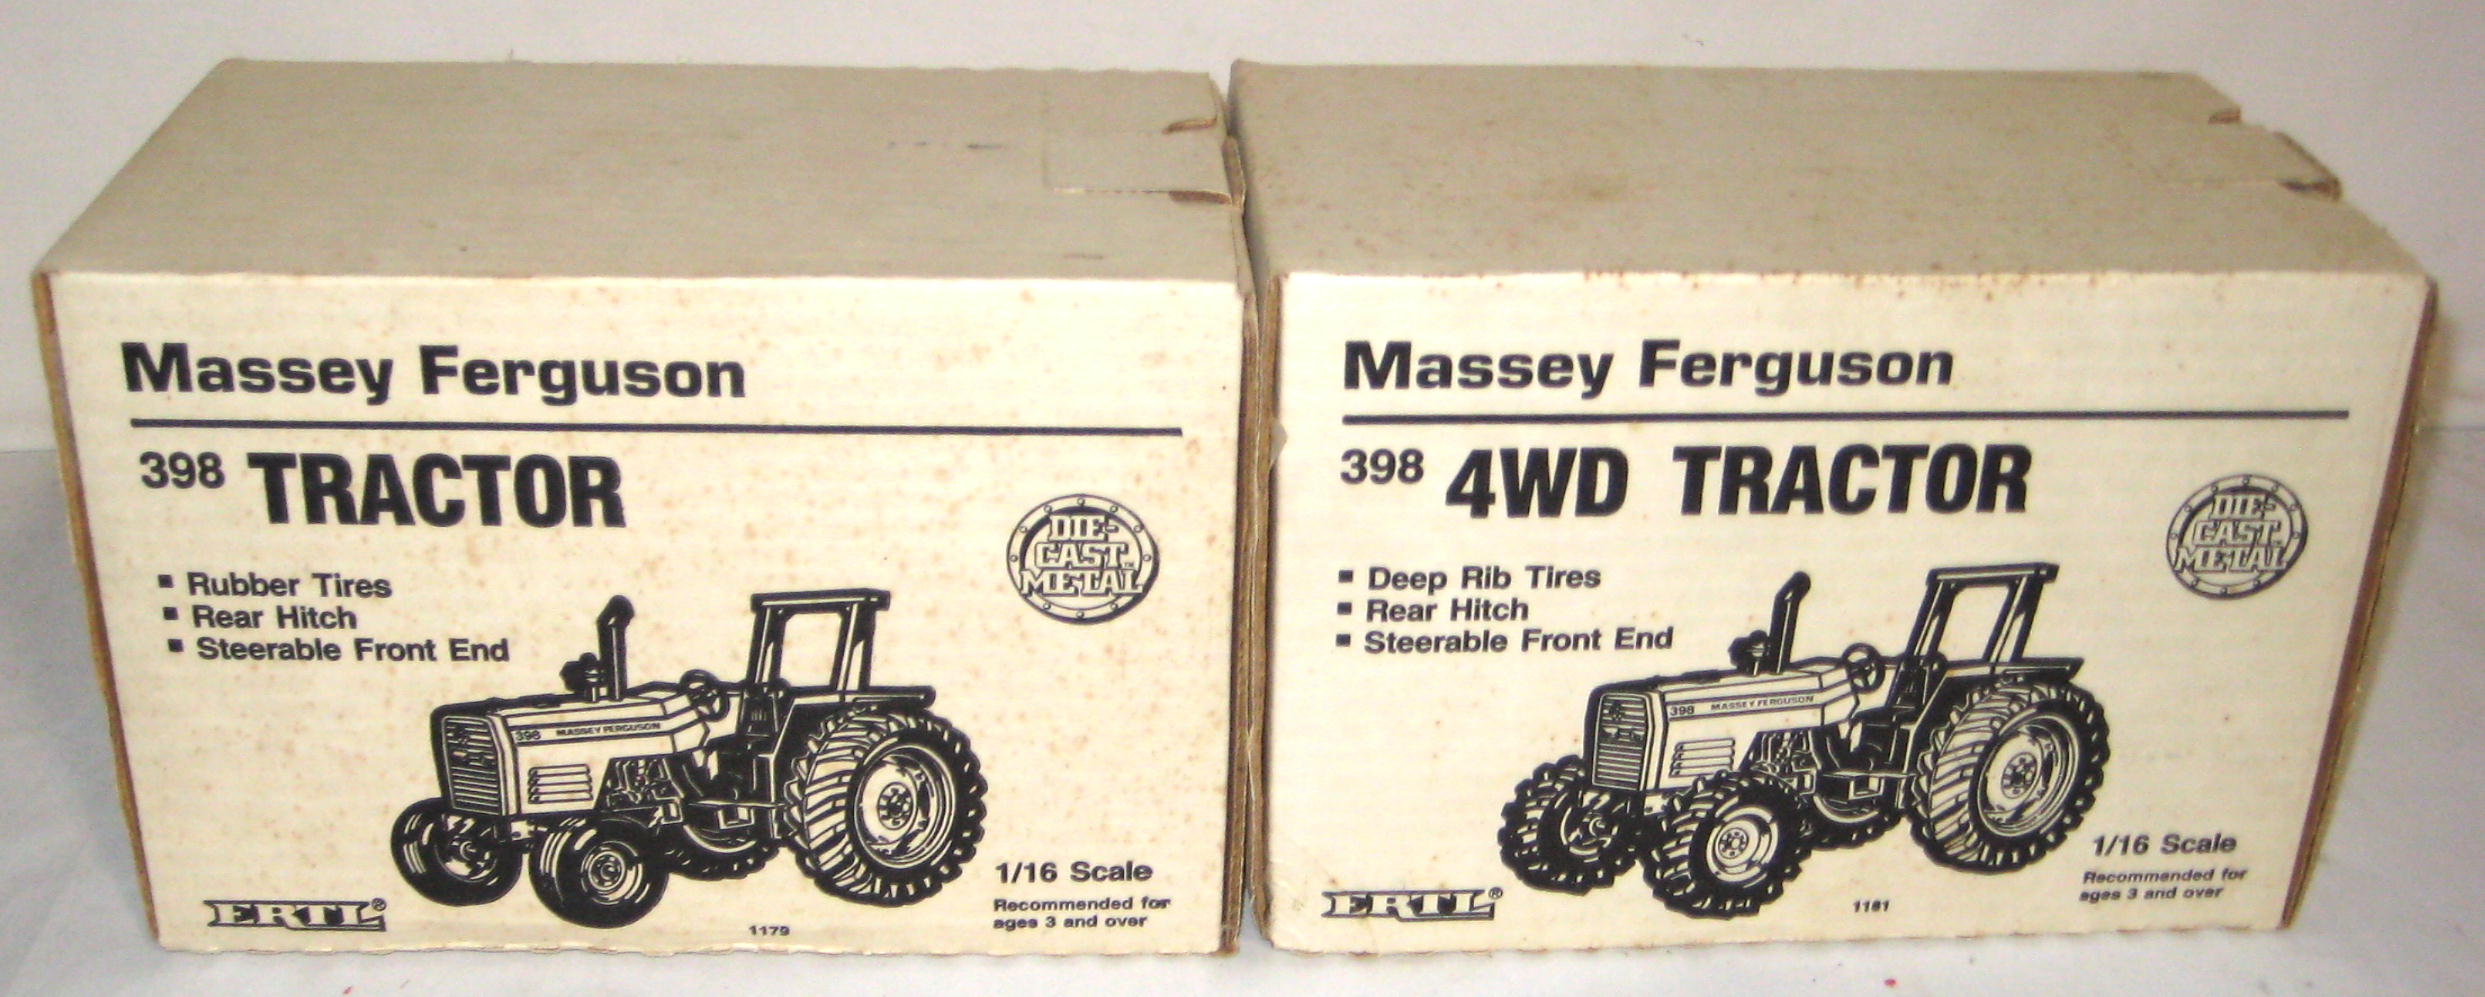 Massey Ferguson
398 TRACTOR
▪ Rubber Tires
▪ Rear Hitch
▪ Steerable Front End
DIE-
CAST™
METAL
398 MASSEY FERGUSON
1/16 Scale
Recommended for
ages 3 and over
ERTL®
1179
Massey Ferguson
398 4WD TRACTOR
▪ Deep Rib Tires
▪ Rear Hitch
▪ Steerable Front End
DIE-
CAST™
METAL
398 MASSEY FERGUSON
1/16 Scale
Recommended for
ages 3 and over
ERTL®
1181